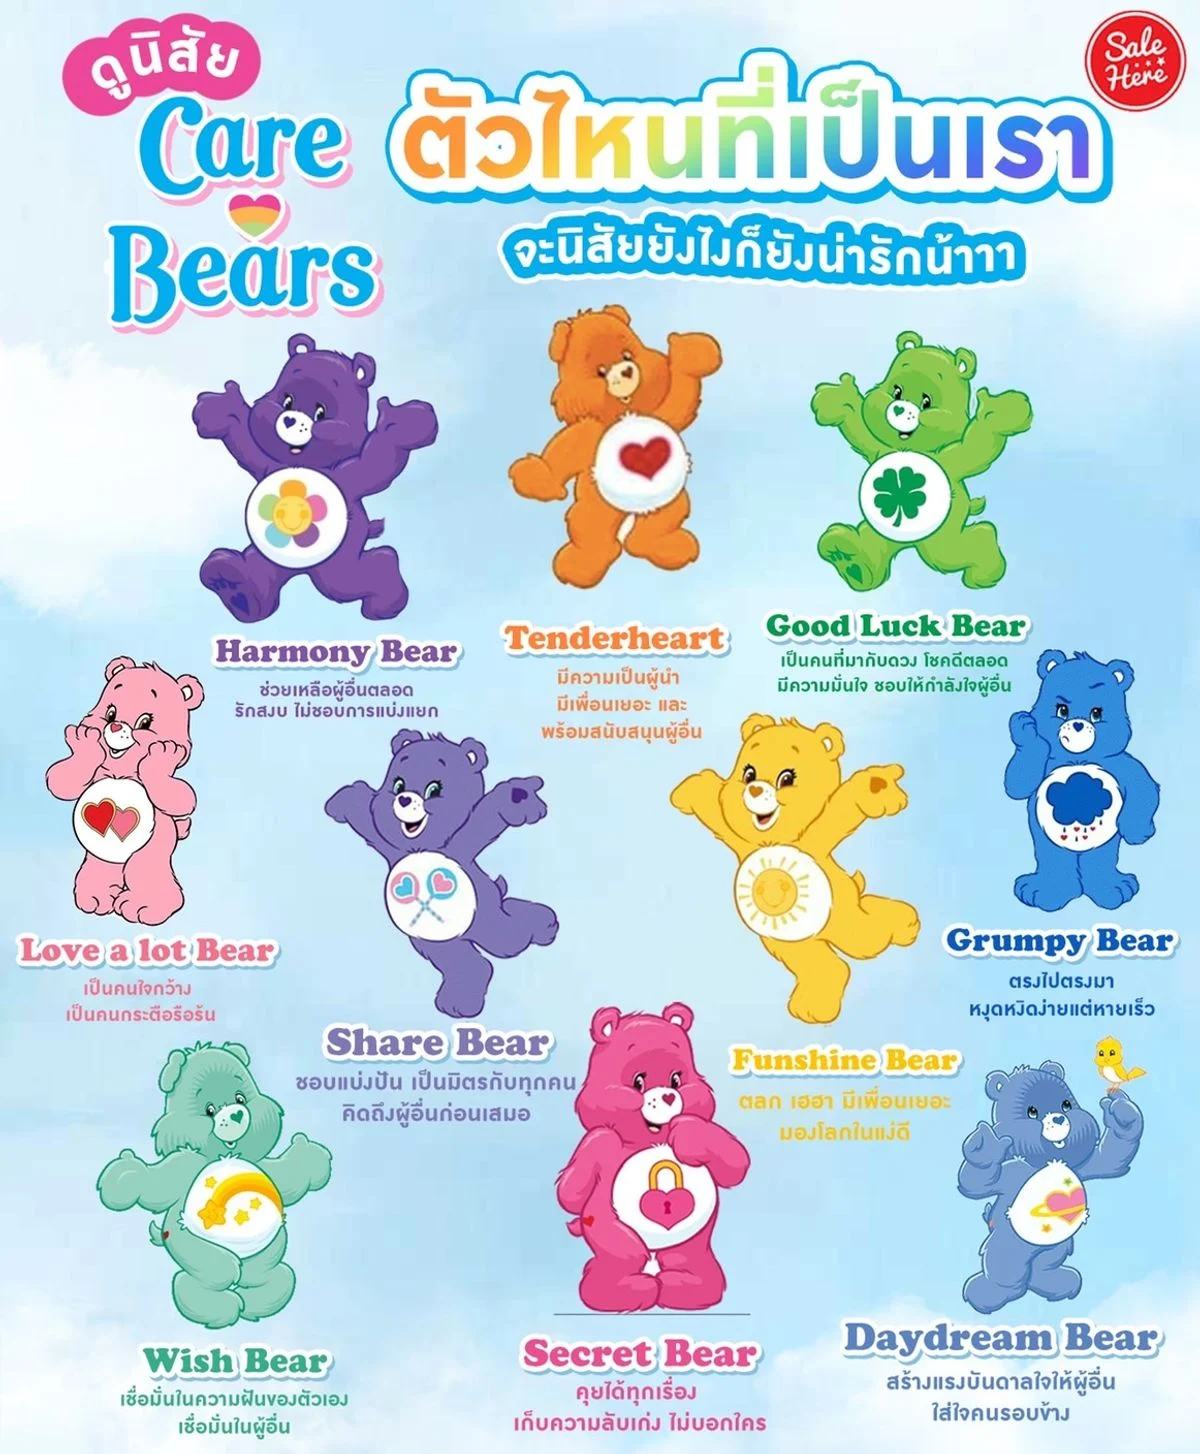 ดูนิสัย
Care
Bears
ตัวไหนที่เป็นเรา
จะนิสัยยังไงก็ยังน่ารักน้าาา
Sale
Here
Harmony Bear
ช่วยเหลือผู้อื่นตลอด
รักสงบ ไม่ชอบการแบ่งแยก
Tenderheart
มีความเป็นผู้นำ
มีเพื่อนเยอะ และ
พร้อมสนับสนุนผู้อื่น
Good Luck Bear
เป็นคนที่มากับดวง โชคดีตลอด
มีความมั่นใจ ชอบให้กำลังใจผู้อื่น
Love a lot Bear
เป็นคนใจกว้าง
เป็นคนกระตือรือร้น
Share Bear
ชอบแบ่งปัน เป็นมิตรกับทุกคน
คิดถึงผู้อื่นก่อนเสมอ
Funshine Bear
ตลก เฮฮา มีเพื่อนเยอะ
มองโลกในแง่ดี
Grumpy Bear
ตรงไปตรงมา
หงุดหงิดง่ายแต่หายเร็ว
Wish Bear
เชื่อมั่นในความฝันของตัวเอง
เชื่อมั่นในผู้อื่น
Secret Bear
คุยได้ทุกเรื่อง
เก็บความลับเก่ง ไม่บอกใคร
Daydream Bear
สร้างแรงบันดาลใจให้ผู้อื่น
ใส่ใจคนรอบข้าง